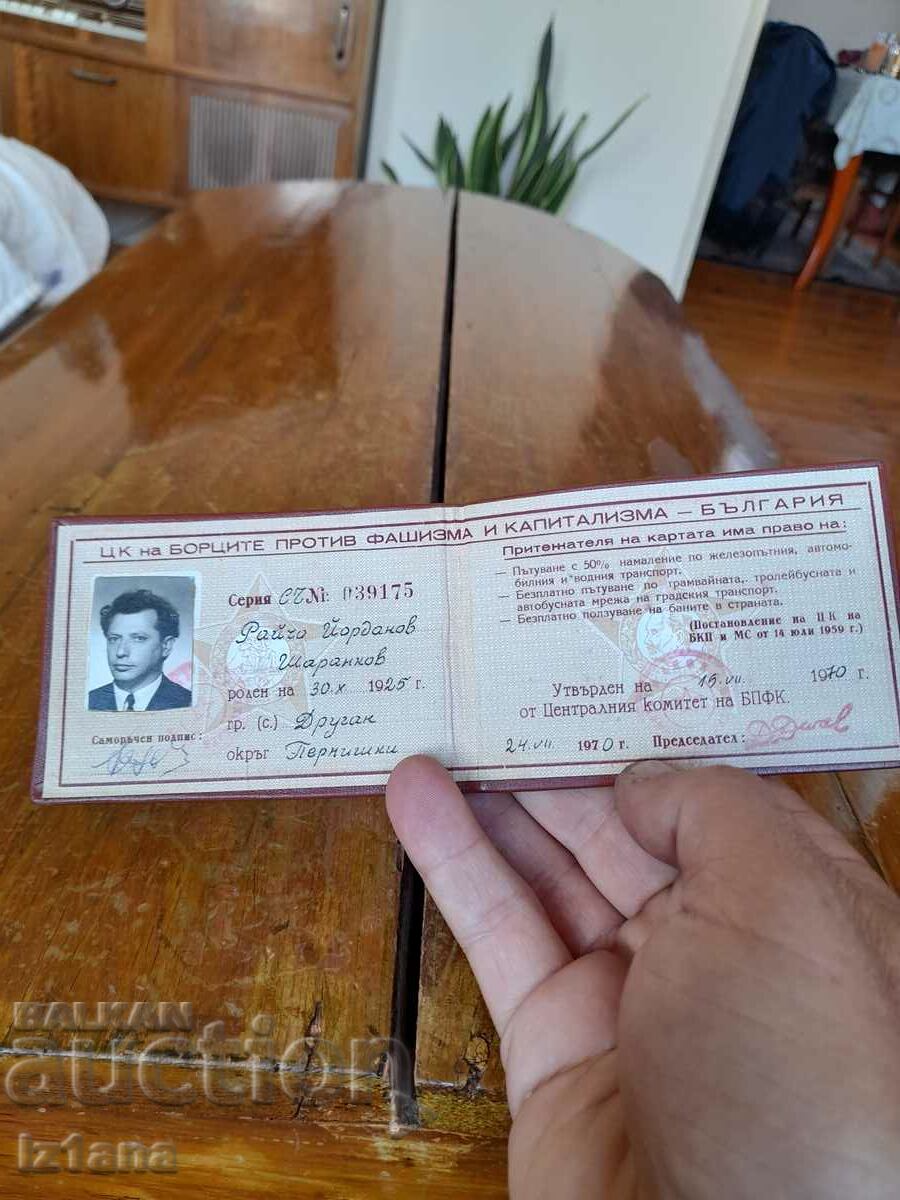 ЦК на БОРЦИТЕ ПРОТИВ ФАШИЗМА И КАПИТАЛИЗМА – БЪЛГАРИЯ
Серия СЧ № 039175
Райчо Йорданов
Шаранков
роден на 30.X 1925 г.
гр. (с.) Друган
окръг Пернишки
Саморъчен подпис:
Притежателя на картата има право на:
— Пътуване с 50% намаление по железопътния, автомо-
билния и водния транспорт.
— Безплатно пътуване по трамвайната, тролейбусната и
автобусната мрежа на градския транспорт.
— Безплатно ползуване на баните в страната.
(Постановление на ЦК на
БКП и МС от 14 юли 1959 г.)
Утвърден на 15.VII. 1970 г.
от Централния комитет на БПФК.
24.VII 1970 г. Председател:
BALKAN
auction
iz1ana